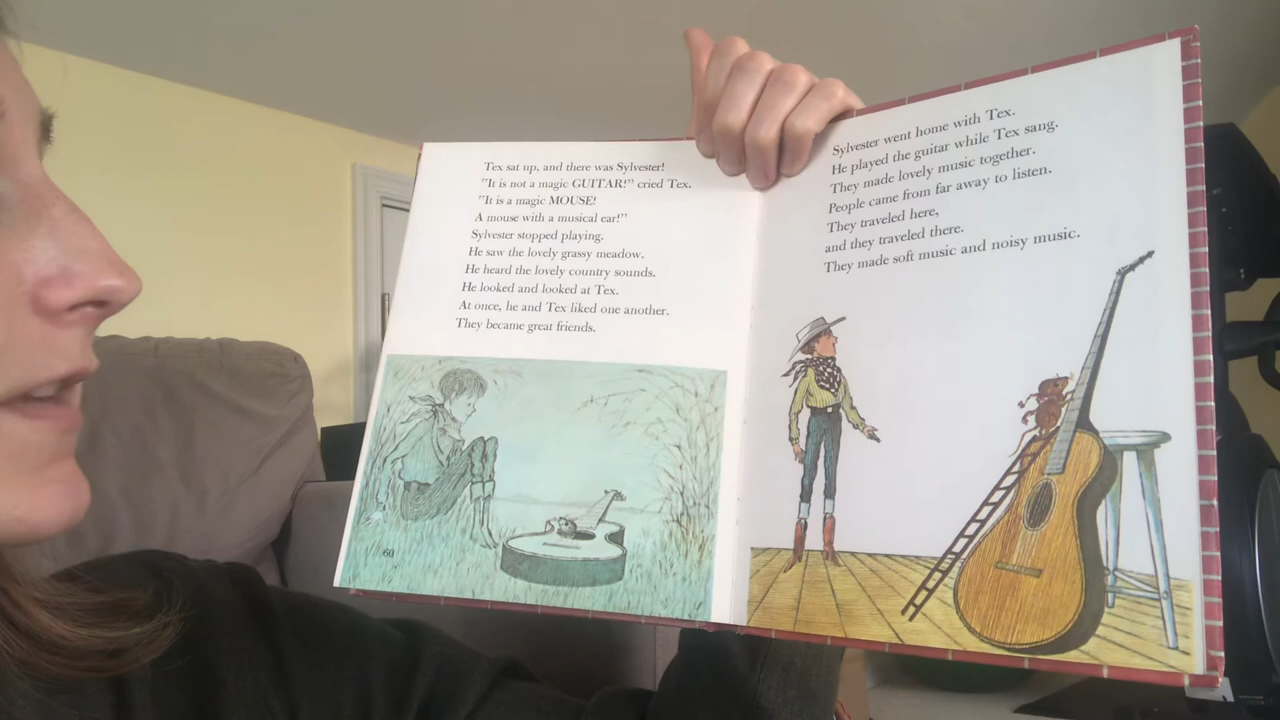 Tex sat up, and there was Sylvester!
"It is not a magic GUITAR!" cried Tex.
"It is a magic MOUSE!
A mouse with a musical ear!"
Sylvester stopped playing.
He saw the lovely grassy meadow.
He heard the lovely country sounds.
He looked and looked at Tex.
At once, he and Tex liked one another.
They became great friends.
60
Sylvester went home with Tex.
He played the guitar while Tex sang.
They made lovely music together.
People came from far away to listen.
They traveled here,
and they traveled there.
They made soft music and noisy music.